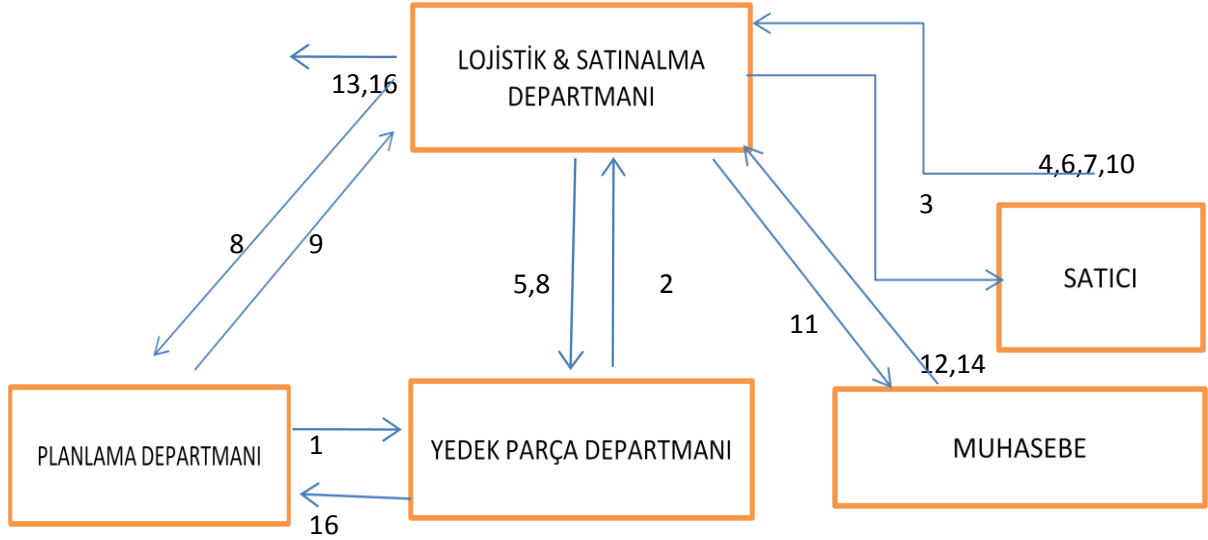 LOJİSTİK & SATINALMA
DEPARTMANI
13,16
4,6,7,10
3
8
9
5,8
2
SATICI
11
12,14
PLANLAMA DEPARTMANI
1
YEDEK PARÇA DEPARTMANI
MUHASEBE
16